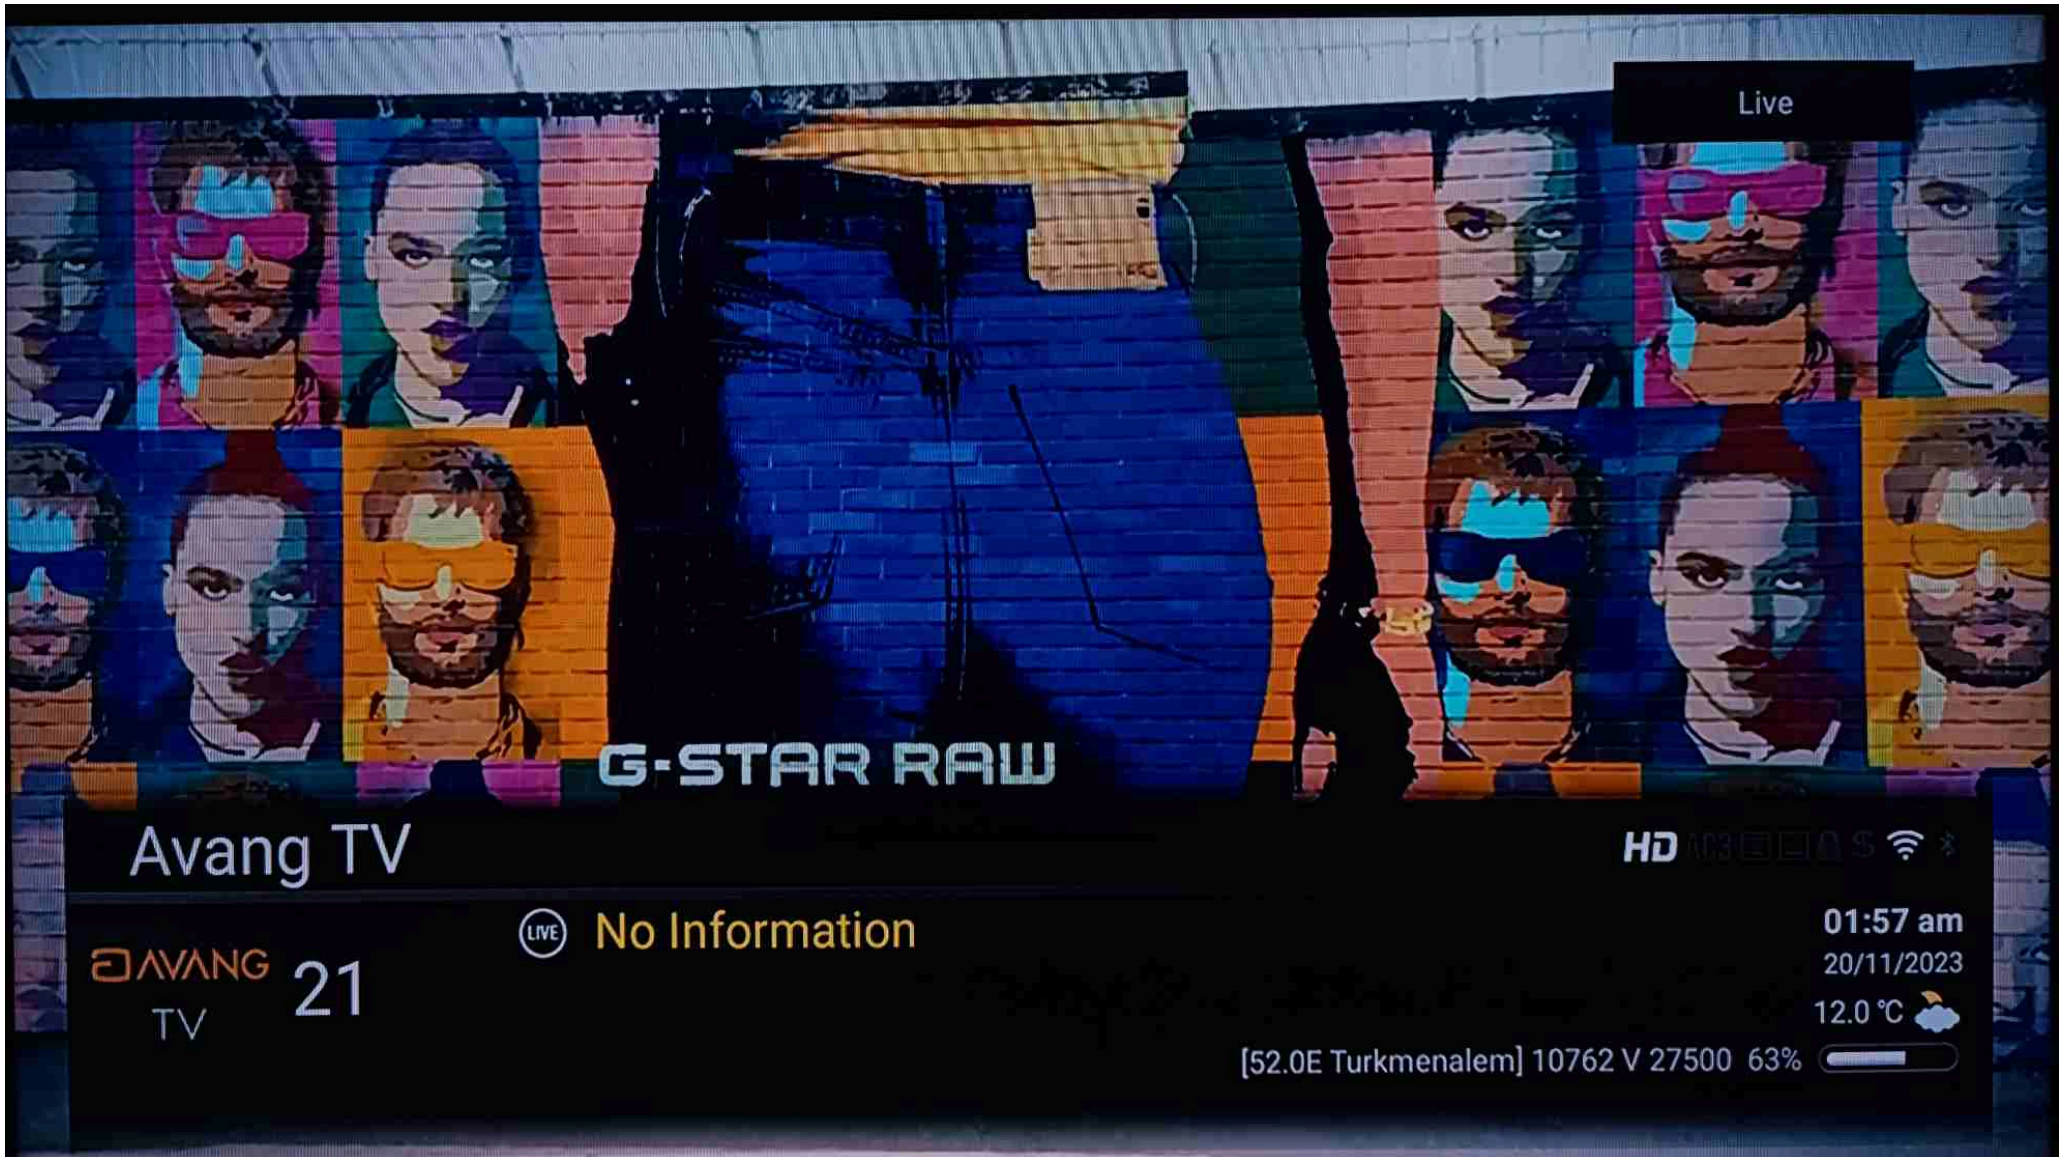 Live
G-STAR RAW
Avang TV
HD AC3 $
LIVE No Information
AVANG
TV
21
01:57 am
20/11/2023
12.0 °C
[52.0E Turkmenalem] 10762 V 27500 63%